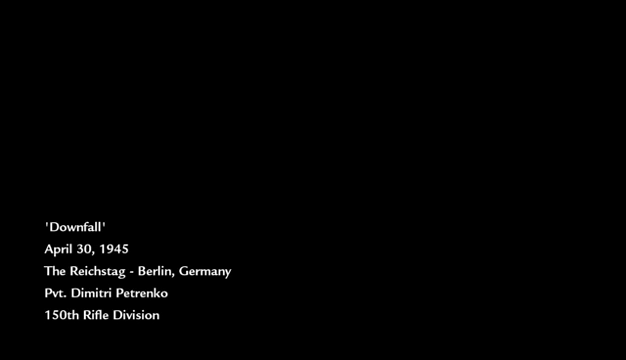 'Downfall'
April 30, 1945
The Reichstag - Berlin, Germany
Pvt. Dimitri Petrenko
150th Rifle Division